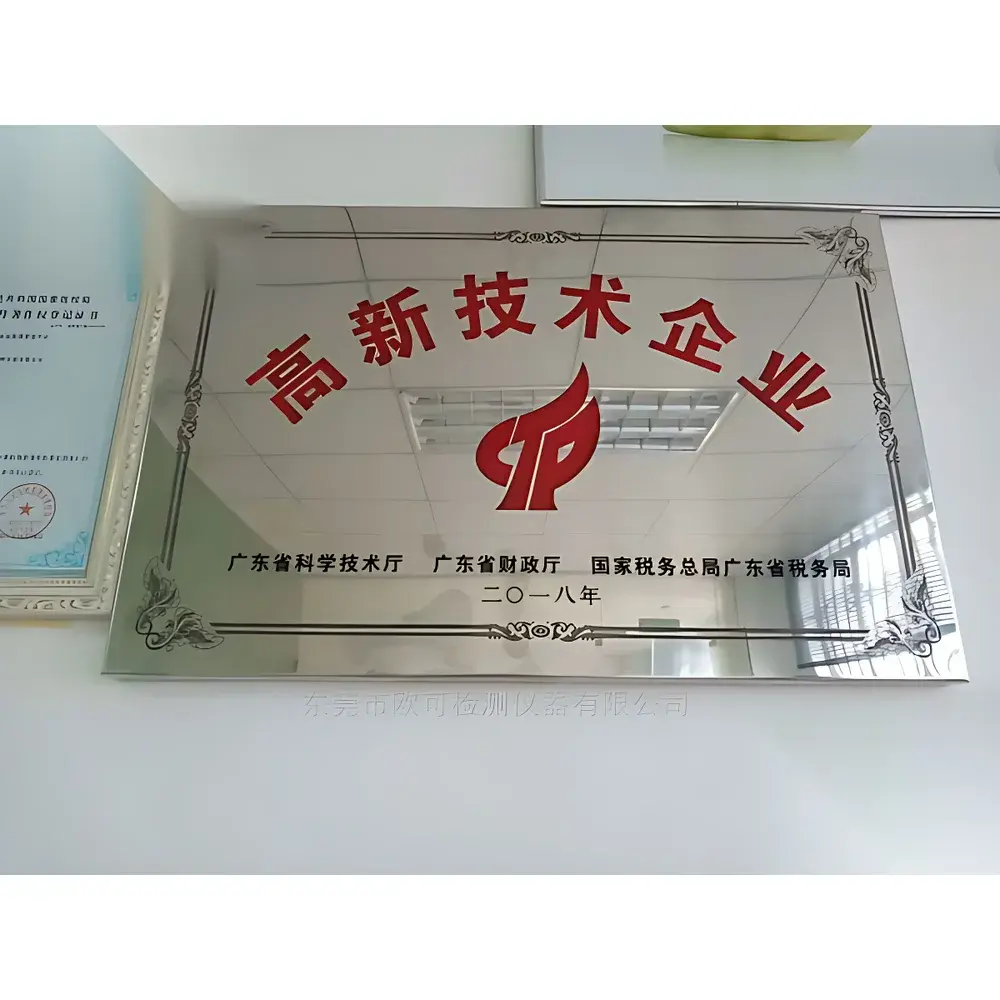 高新技术企业
广东省科学技术厅 广东省财政厅 国家税务总局广东省税务局
二〇一八年
东莞市欧可检测仪器有限公司